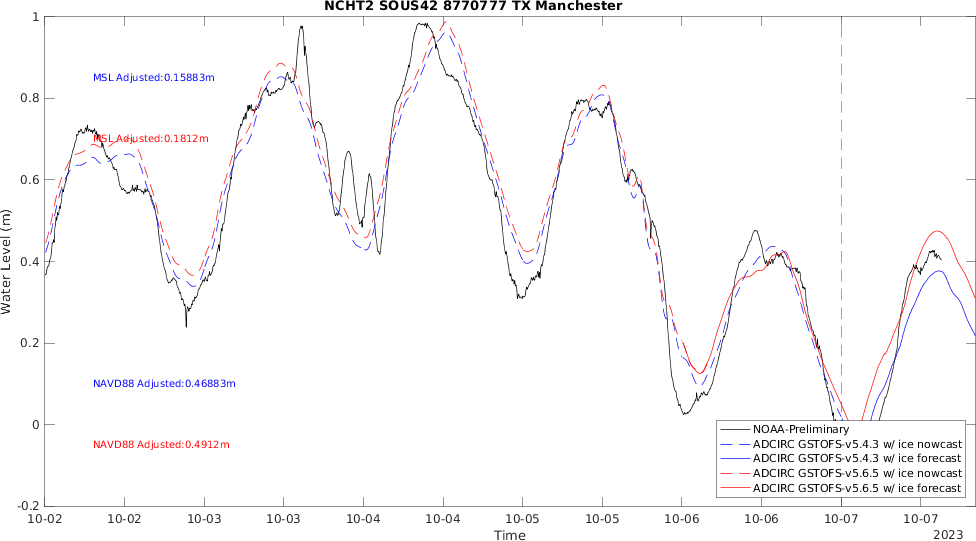 NCHT2 SOUS42 8770777 TX Manchester
1
0.8
0.6
0.4
0.2
0
-0.2
Water Level (m)
MSL Adjusted:0.15883m
MSL Adjusted:0.1812m
NAVD88 Adjusted:0.46883m
NAVD88 Adjusted:0.4912m
NOAA-Preliminary
ADCIRC GSTOFS-v5.4.3 w/ ice nowcast
ADCIRC GSTOFS-v5.4.3 w/ ice forecast
ADCIRC GSTOFS-v5.6.5 w/ ice nowcast
ADCIRC GSTOFS-v5.6.5 w/ ice forecast
10-02 10-02 10-03 10-03 10-04 10-04 10-05 10-05 10-06 10-06 10-07 10-07
Time
2023